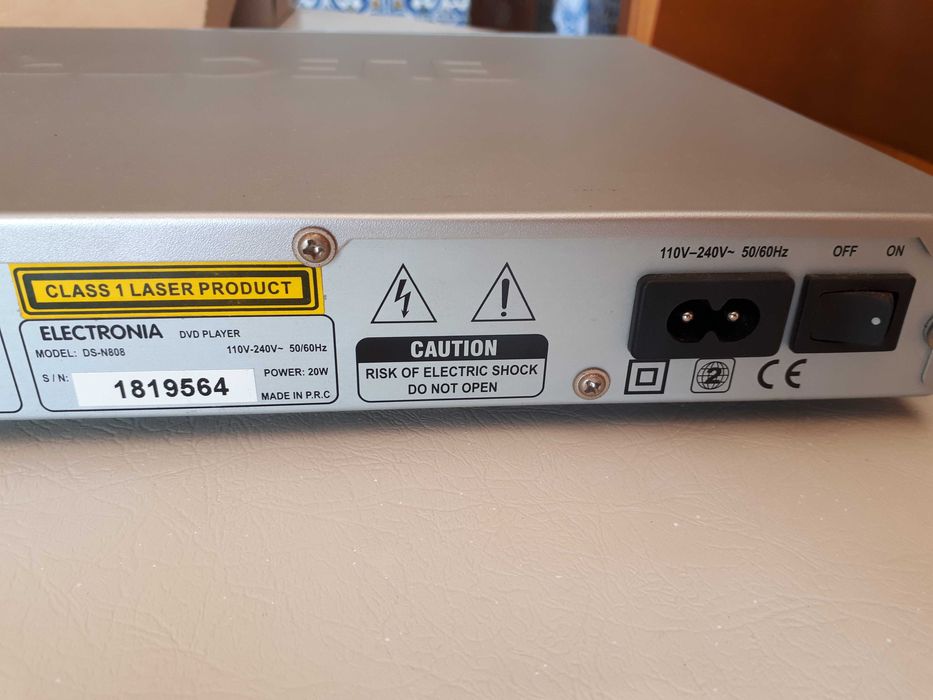 CLASS 1 LASER PRODUCT
ELECTRONIA DVD PLAYER
MODEL: DS-N808 110V-240V~ 50/60Hz
S / N: 1819564 POWER: 20W
MADE IN P.R.C
CAUTION
RISK OF ELECTRIC SHOCK
DO NOT OPEN
110V–240V~ 50/60Hz
OFF ON
2
CE